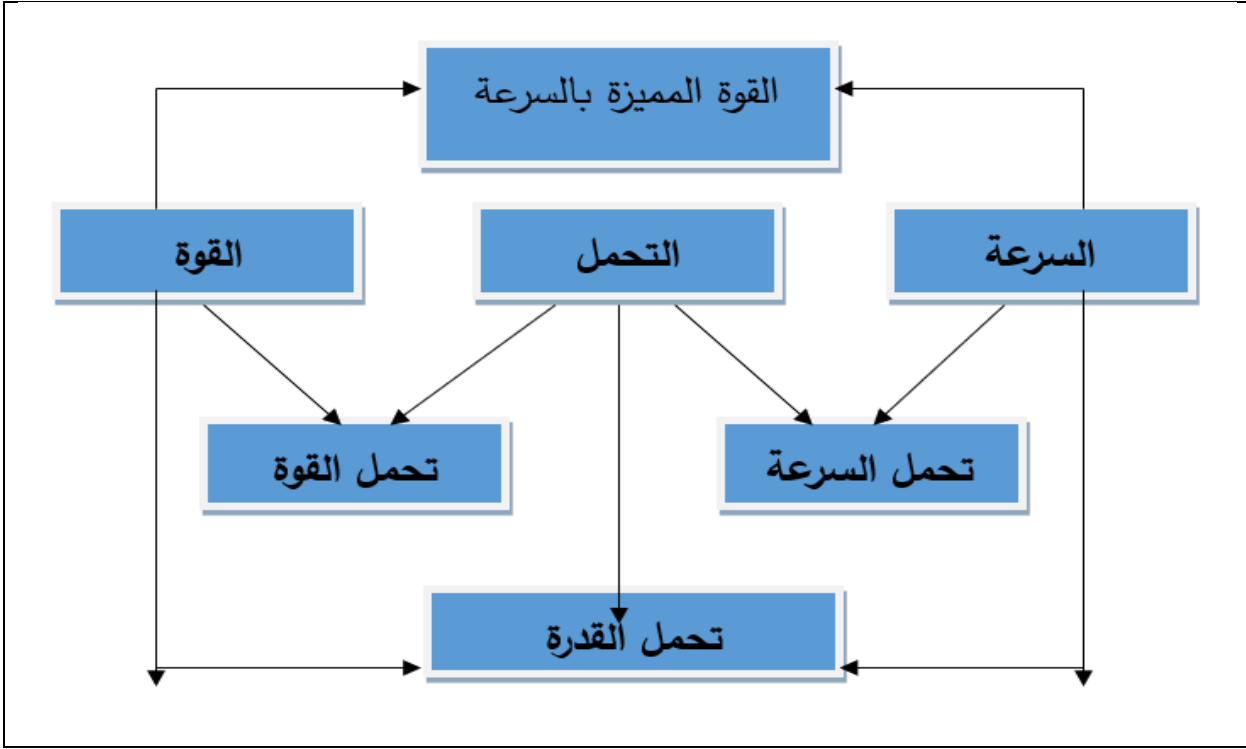 القوة المميزة بالسرعة
السرعة
التحمل
القوة
تحمل السرعة
تحمل القوة
تحمل القدرة